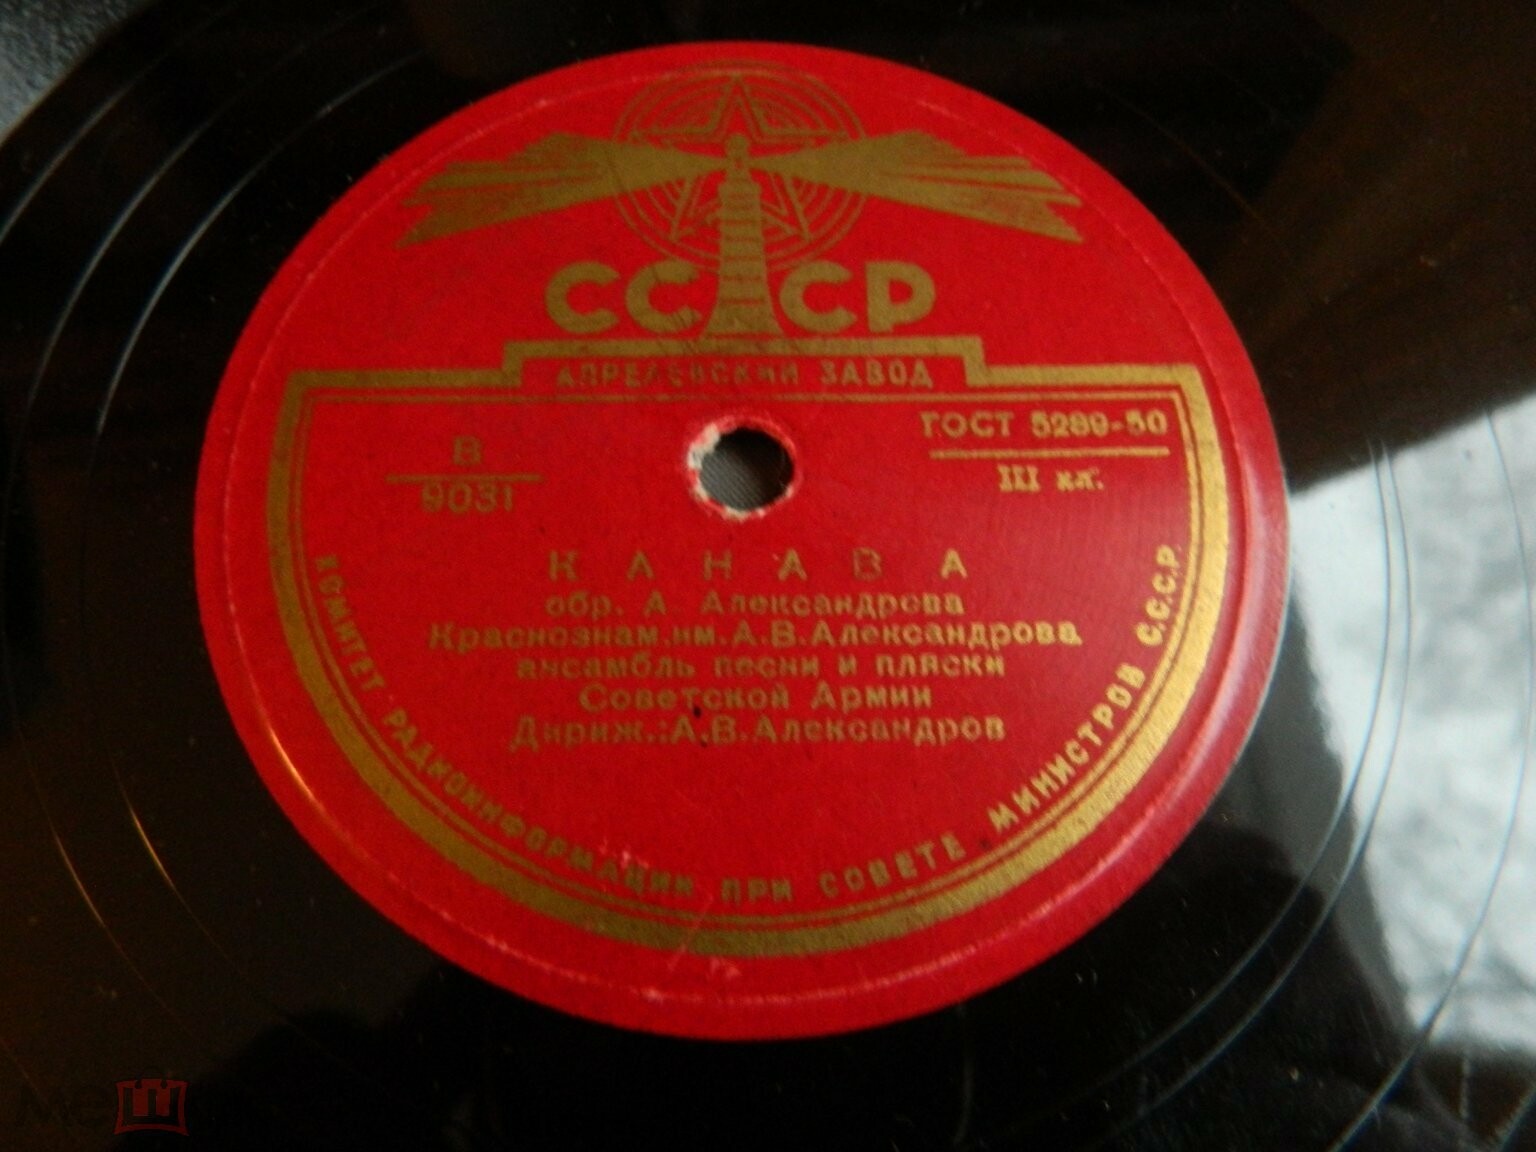 СССР
АПРЕЛЕВСКИЙ ЗАВОД
ГОСТ 5289-50
III кл.
В
9031
КАНАВА
обр. А. Александрова
Краснознам.им.А.В.Александрова
ансамбль песни и пляски
Советской Армии
Дириж.:А.В.Александров
КОМИТЕТ РАДИОИНФОРМАЦИИ ПРИ СОВЕТЕ МИНИСТРОВ С.С.С.Р.